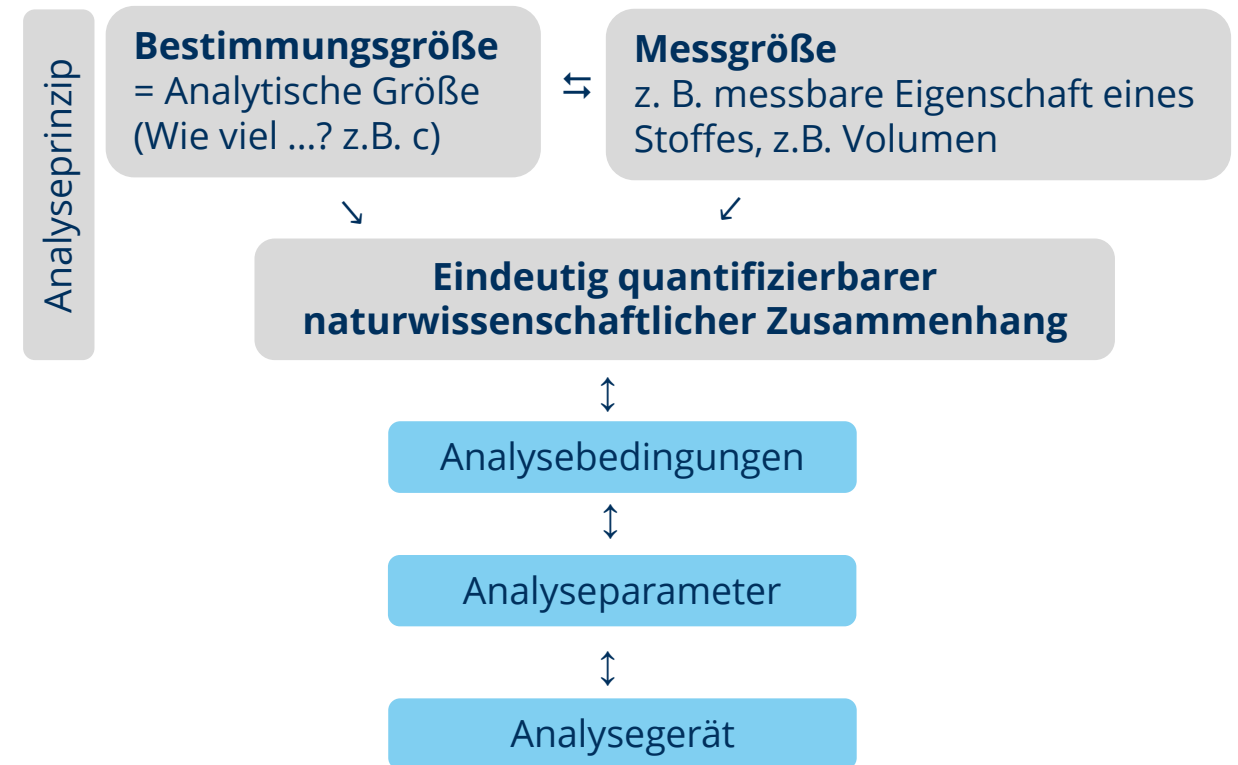 Analyseprinzip
Bestimmungsgröße
= Analytische Größe
(Wie viel ...? z.B. c)
⇆
Messgröße
z. B. messbare Eigenschaft eines
Stoffes, z.B. Volumen
↘ ↙
Eindeutig quantifizierbarer
naturwissenschaftlicher Zusammenhang
↕
Analysebedingungen
↕
Analyseparameter
↕
Analysegerät